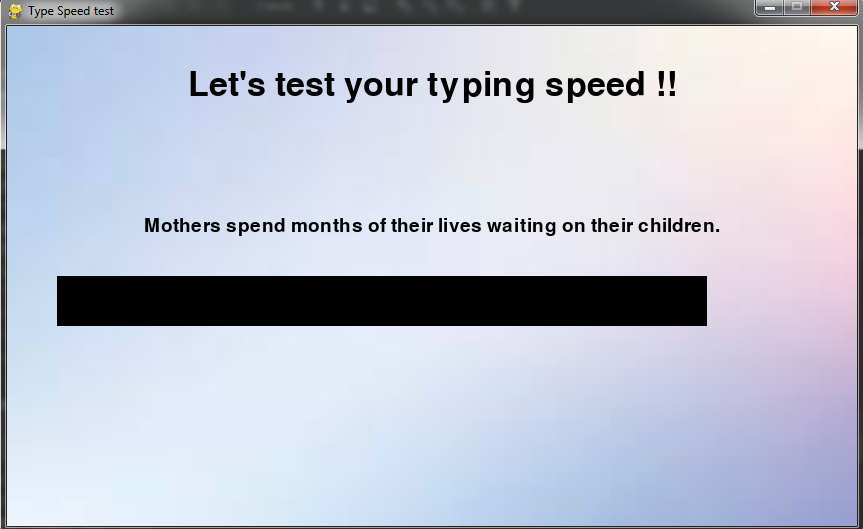 Type Speed test
Let's test your typing speed !!
Mothers spend months of their lives waiting on their children.